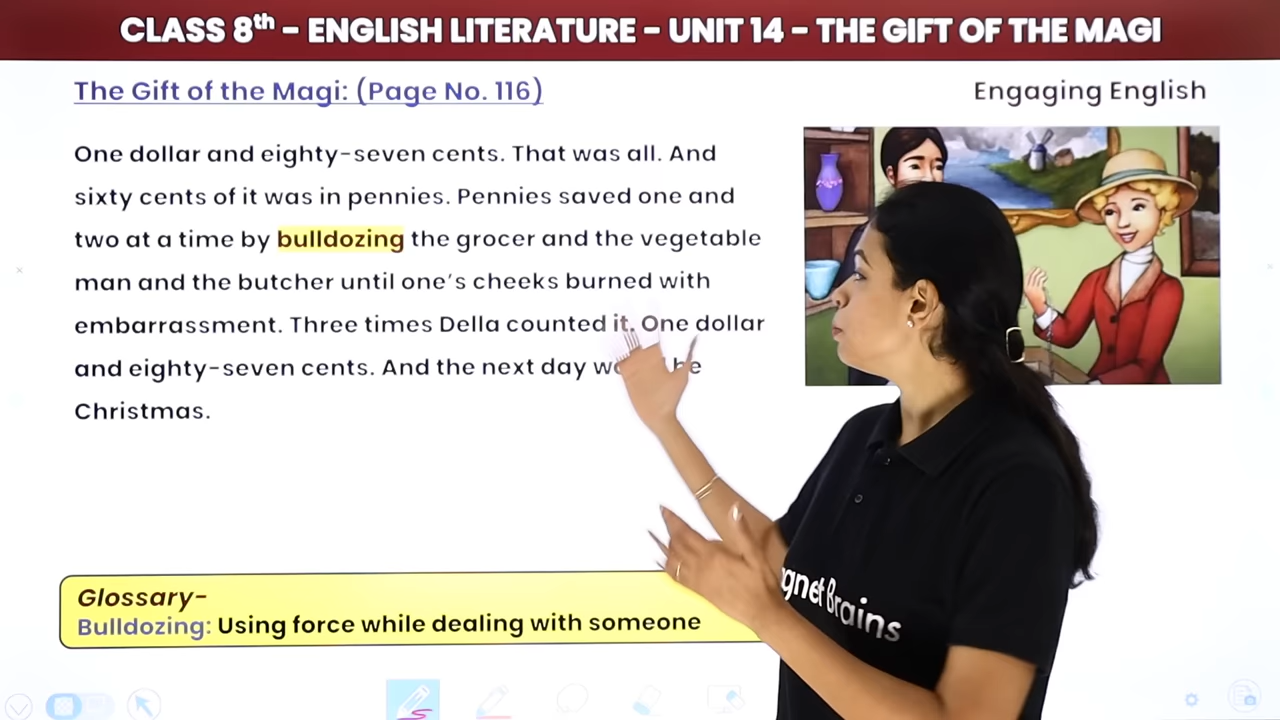 CLASS 8th - ENGLISH LITERATURE - UNIT 14 - THE GIFT OF THE MAGI
The Gift of the Magi: (Page No. 116)
Engaging English
One dollar and eighty-seven cents. That was all. And
sixty cents of it was in pennies. Pennies saved one and
two at a time by bulldozing the grocer and the vegetable
man and the butcher until one's cheeks burned with
embarrassment. Three times Della counted it. One dollar
and eighty-seven cents. And the next day
Christmas.
Glossary-
Bulldozing: Using force while dealing with someone
Brains